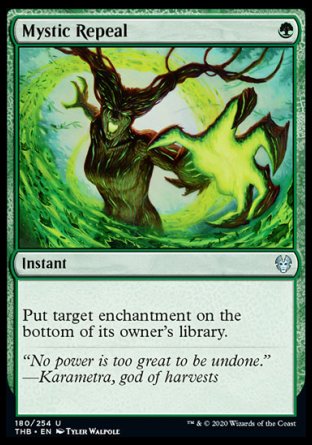 Mystic Repeal
Instant
Put target enchantment on the
bottom of its owner's library.
“No power is too great to be undone.”
—Karametra, god of harvests
180/254 U
THB • EN Tyler Walpole
™ & © 2020 Wizards of the Coast